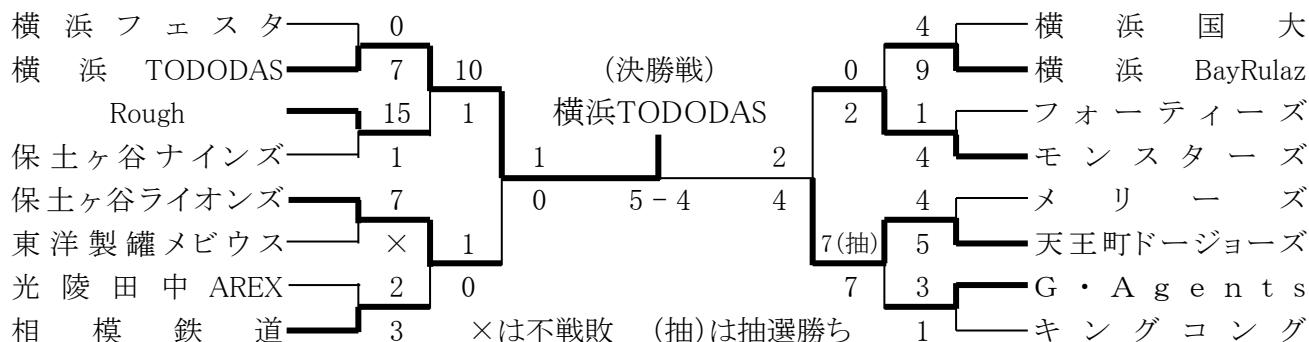 横浜フェスタ 0 4 横浜国大
横浜 TODODAS 7 10 (決勝戦) 0 9 横浜 BayRulaz
Rough 15 1 横浜TODODAS 2 1 フォーティーズ
保土ヶ谷ナインズ 1 1 2 4 モンスターズ
保土ヶ谷ライオンズ 7 0 5－4 4 4 メリーズ
東洋製罐メビウス × 1 7(抽) 5 天王町ドージョーズ
光陵田中 AREX 2 0 7 3 G・Agents
相模鉄道 3 ×は不戦敗 (抽)は抽選勝ち 1 キングコング